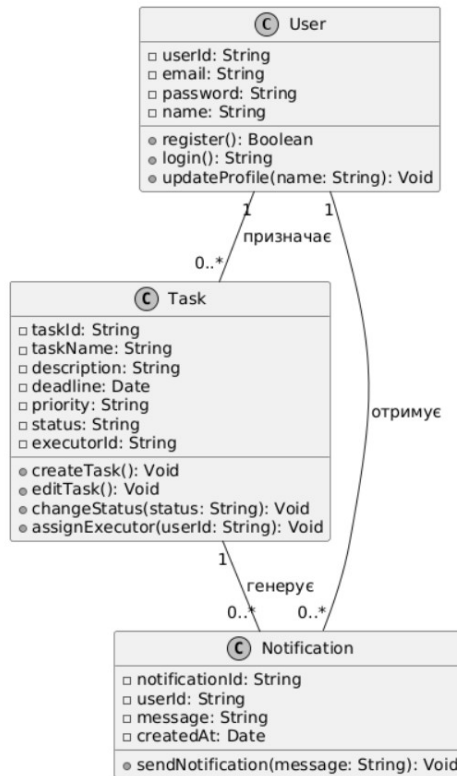 C User
userId: String
email: String
password: String
name: String
register(): Boolean
login(): String
updateProfile(name: String): Void
1 1
призначає
0..*
C Task
taskId: String
taskName: String
description: String
deadline: Date
priority: String
status: String
executorId: String
createTask(): Void
editTask(): Void
changeStatus(status: String): Void
assignExecutor(userId: String): Void
отримує
1
генерує
0..* 0..*
C Notification
notificationId: String
userId: String
message: String
createdAt: Date
sendNotification(message: String): Void